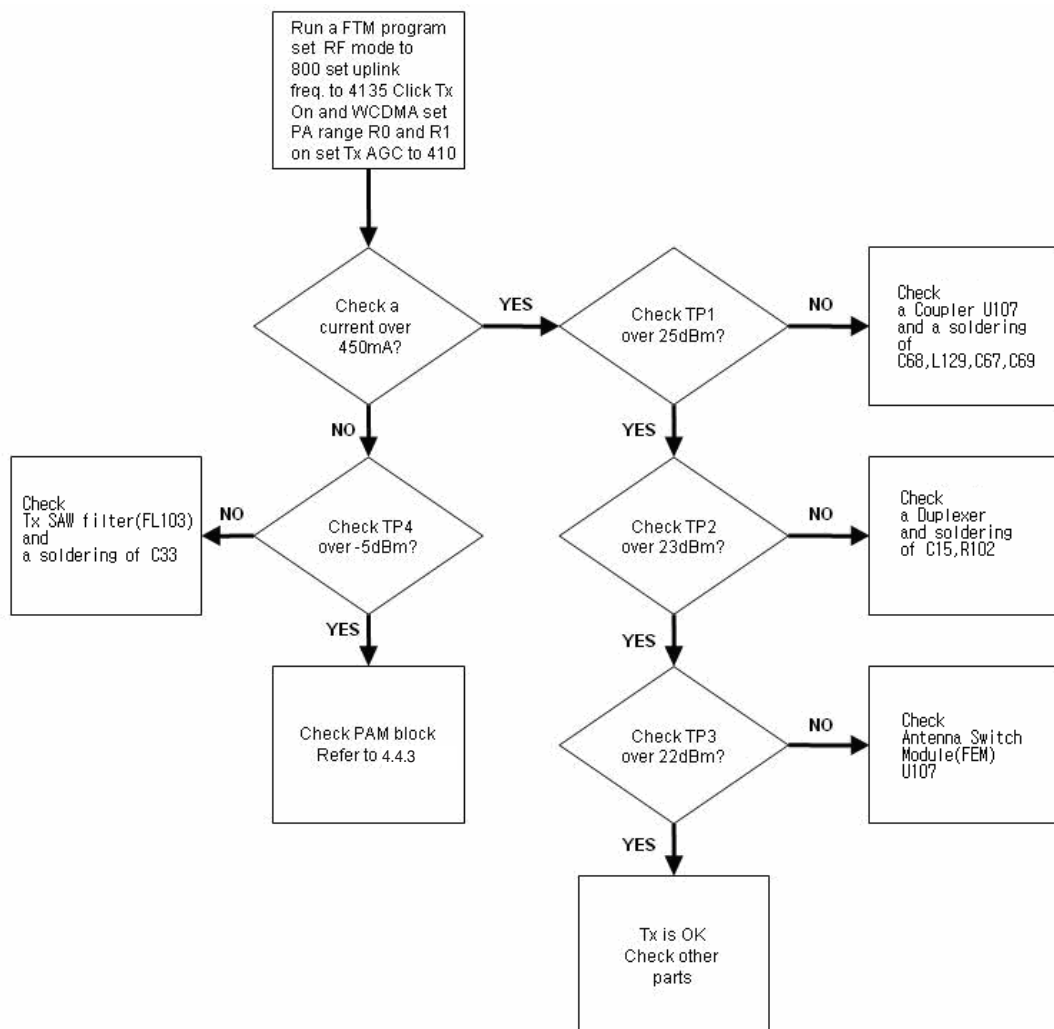 Run a FTM program
set RF mode to
800 set uplink
freq. to 4135 Click Tx
On and WCDMA set
PA range R0 and R1
on set Tx AGC to 410
Check a
current over
450mA?
YES
Check TP1
over 25dBm?
NO
Check
a Coupler U107
and a soldering
of
C68,L129,C67,C69
NO
YES
Check
Tx SAW filter(FL103)
and
a soldering of C33
NO
Check TP4
over -5dBm?
Check TP2
over 23dBm?
NO
Check
a Duplexer
and soldering
of C15,R102
YES
YES
Check PAM block
Refer to 4.4.3
Check TP3
over 22dBm?
NO
Check
Antenna Switch
Module(FEM)
U107
YES
Tx is OK
Check other
parts